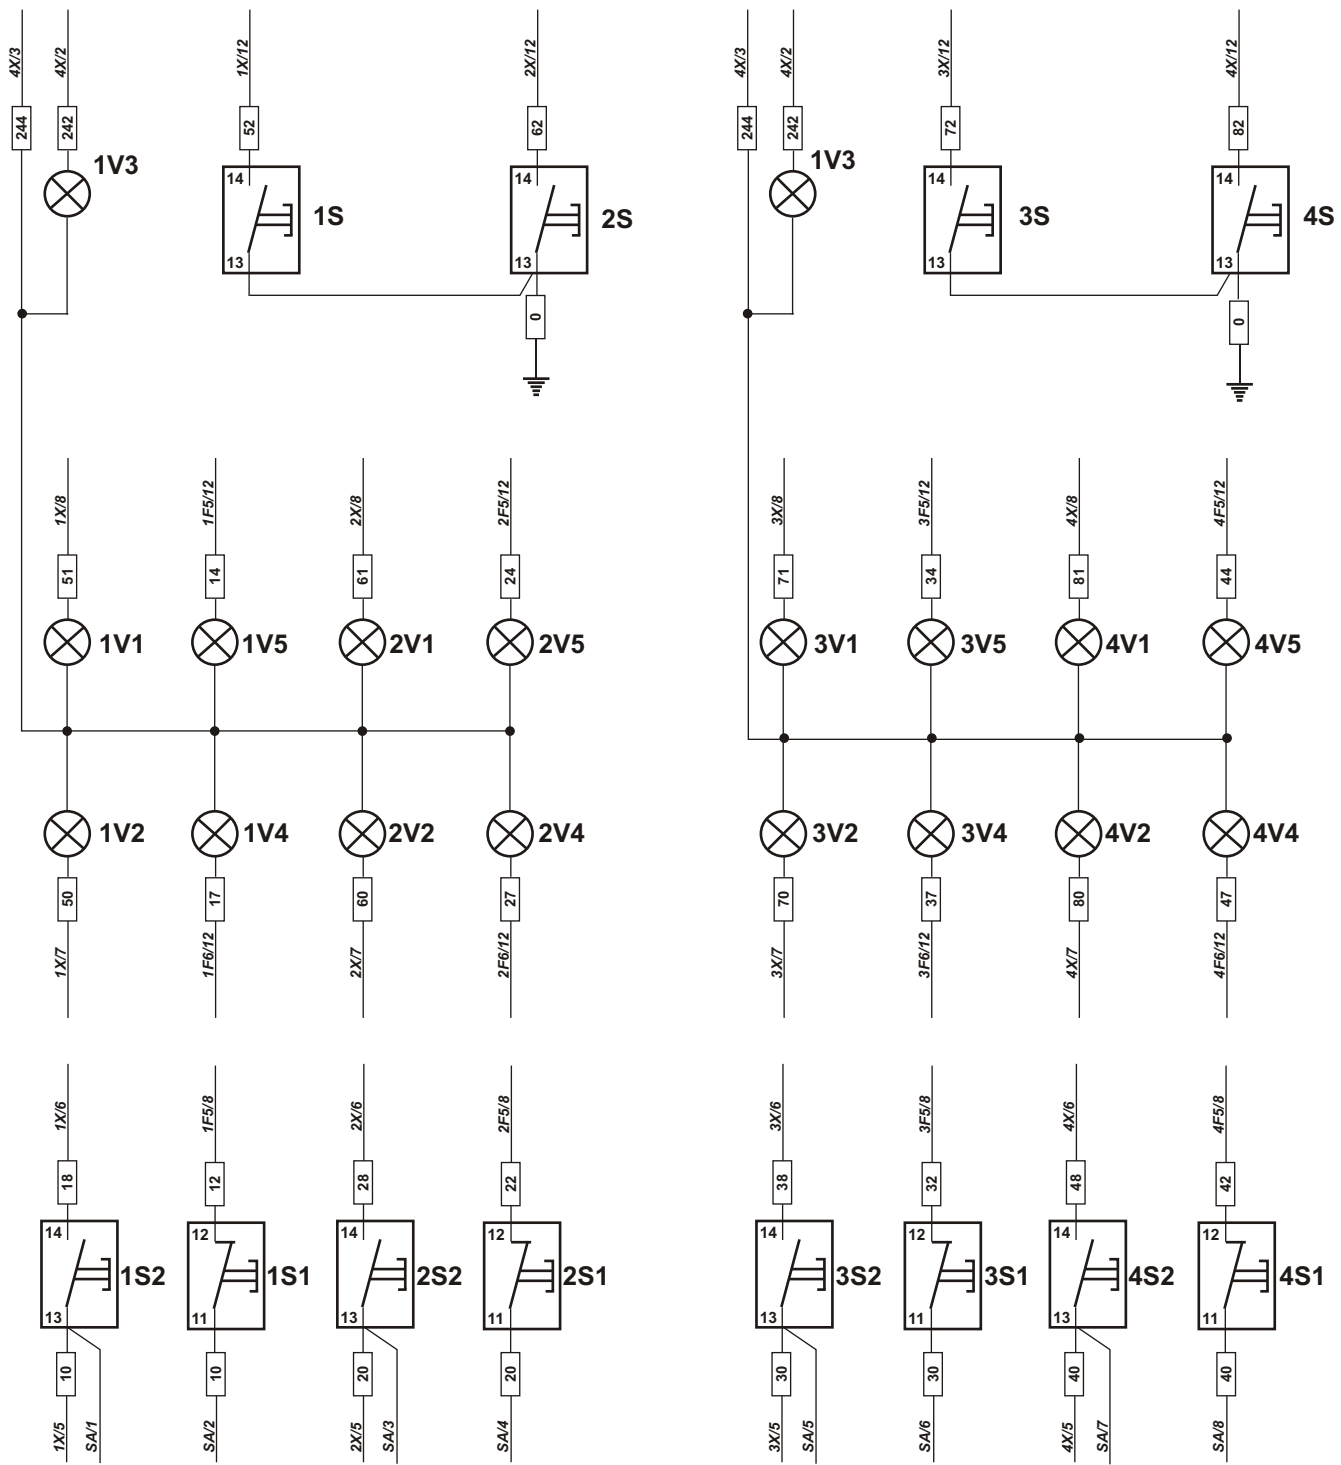 4X/3 4X/2 1X/12 2X/12 4X/3 4X/2 3X/12 4X/12
244 242 52 62 244 242 72 82
1V3 1V3
14 14 14 14
1S 2S 3S 4S
13 13 13 13
0 0
1X/8 1F5/12 2X/8 2F5/12 3X/8 3F5/12 4X/8 4F5/12
51 14 61 24 71 34 81 44
1V1 1V5 2V1 2V5 3V1 3V5 4V1 4V5
1V2 1V4 2V2 2V4 3V2 3V4 4V2 4V4
50 17 60 27 70 37 80 47
1X/7 1F6/12 2X/7 2F6/12 3X/7 3F6/12 4X/7 4F6/12
1X/6 1F5/8 2X/6 2F5/8 3X/6 3F5/8 4X/6 4F5/8
18 12 28 22 38 32 48 42
14 12 14 12 14 12 14 12
1S2 1S1 2S2 2S1 3S2 3S1 4S2 4S1
13 11 13 11 13 11 13 11
10 10 20 20 30 30 40 40
1X/5 SA/1 SA/2 2X/5 SA/3 SA/4 3X/5 SA/5 SA/6 4X/5 SA/7 SA/8